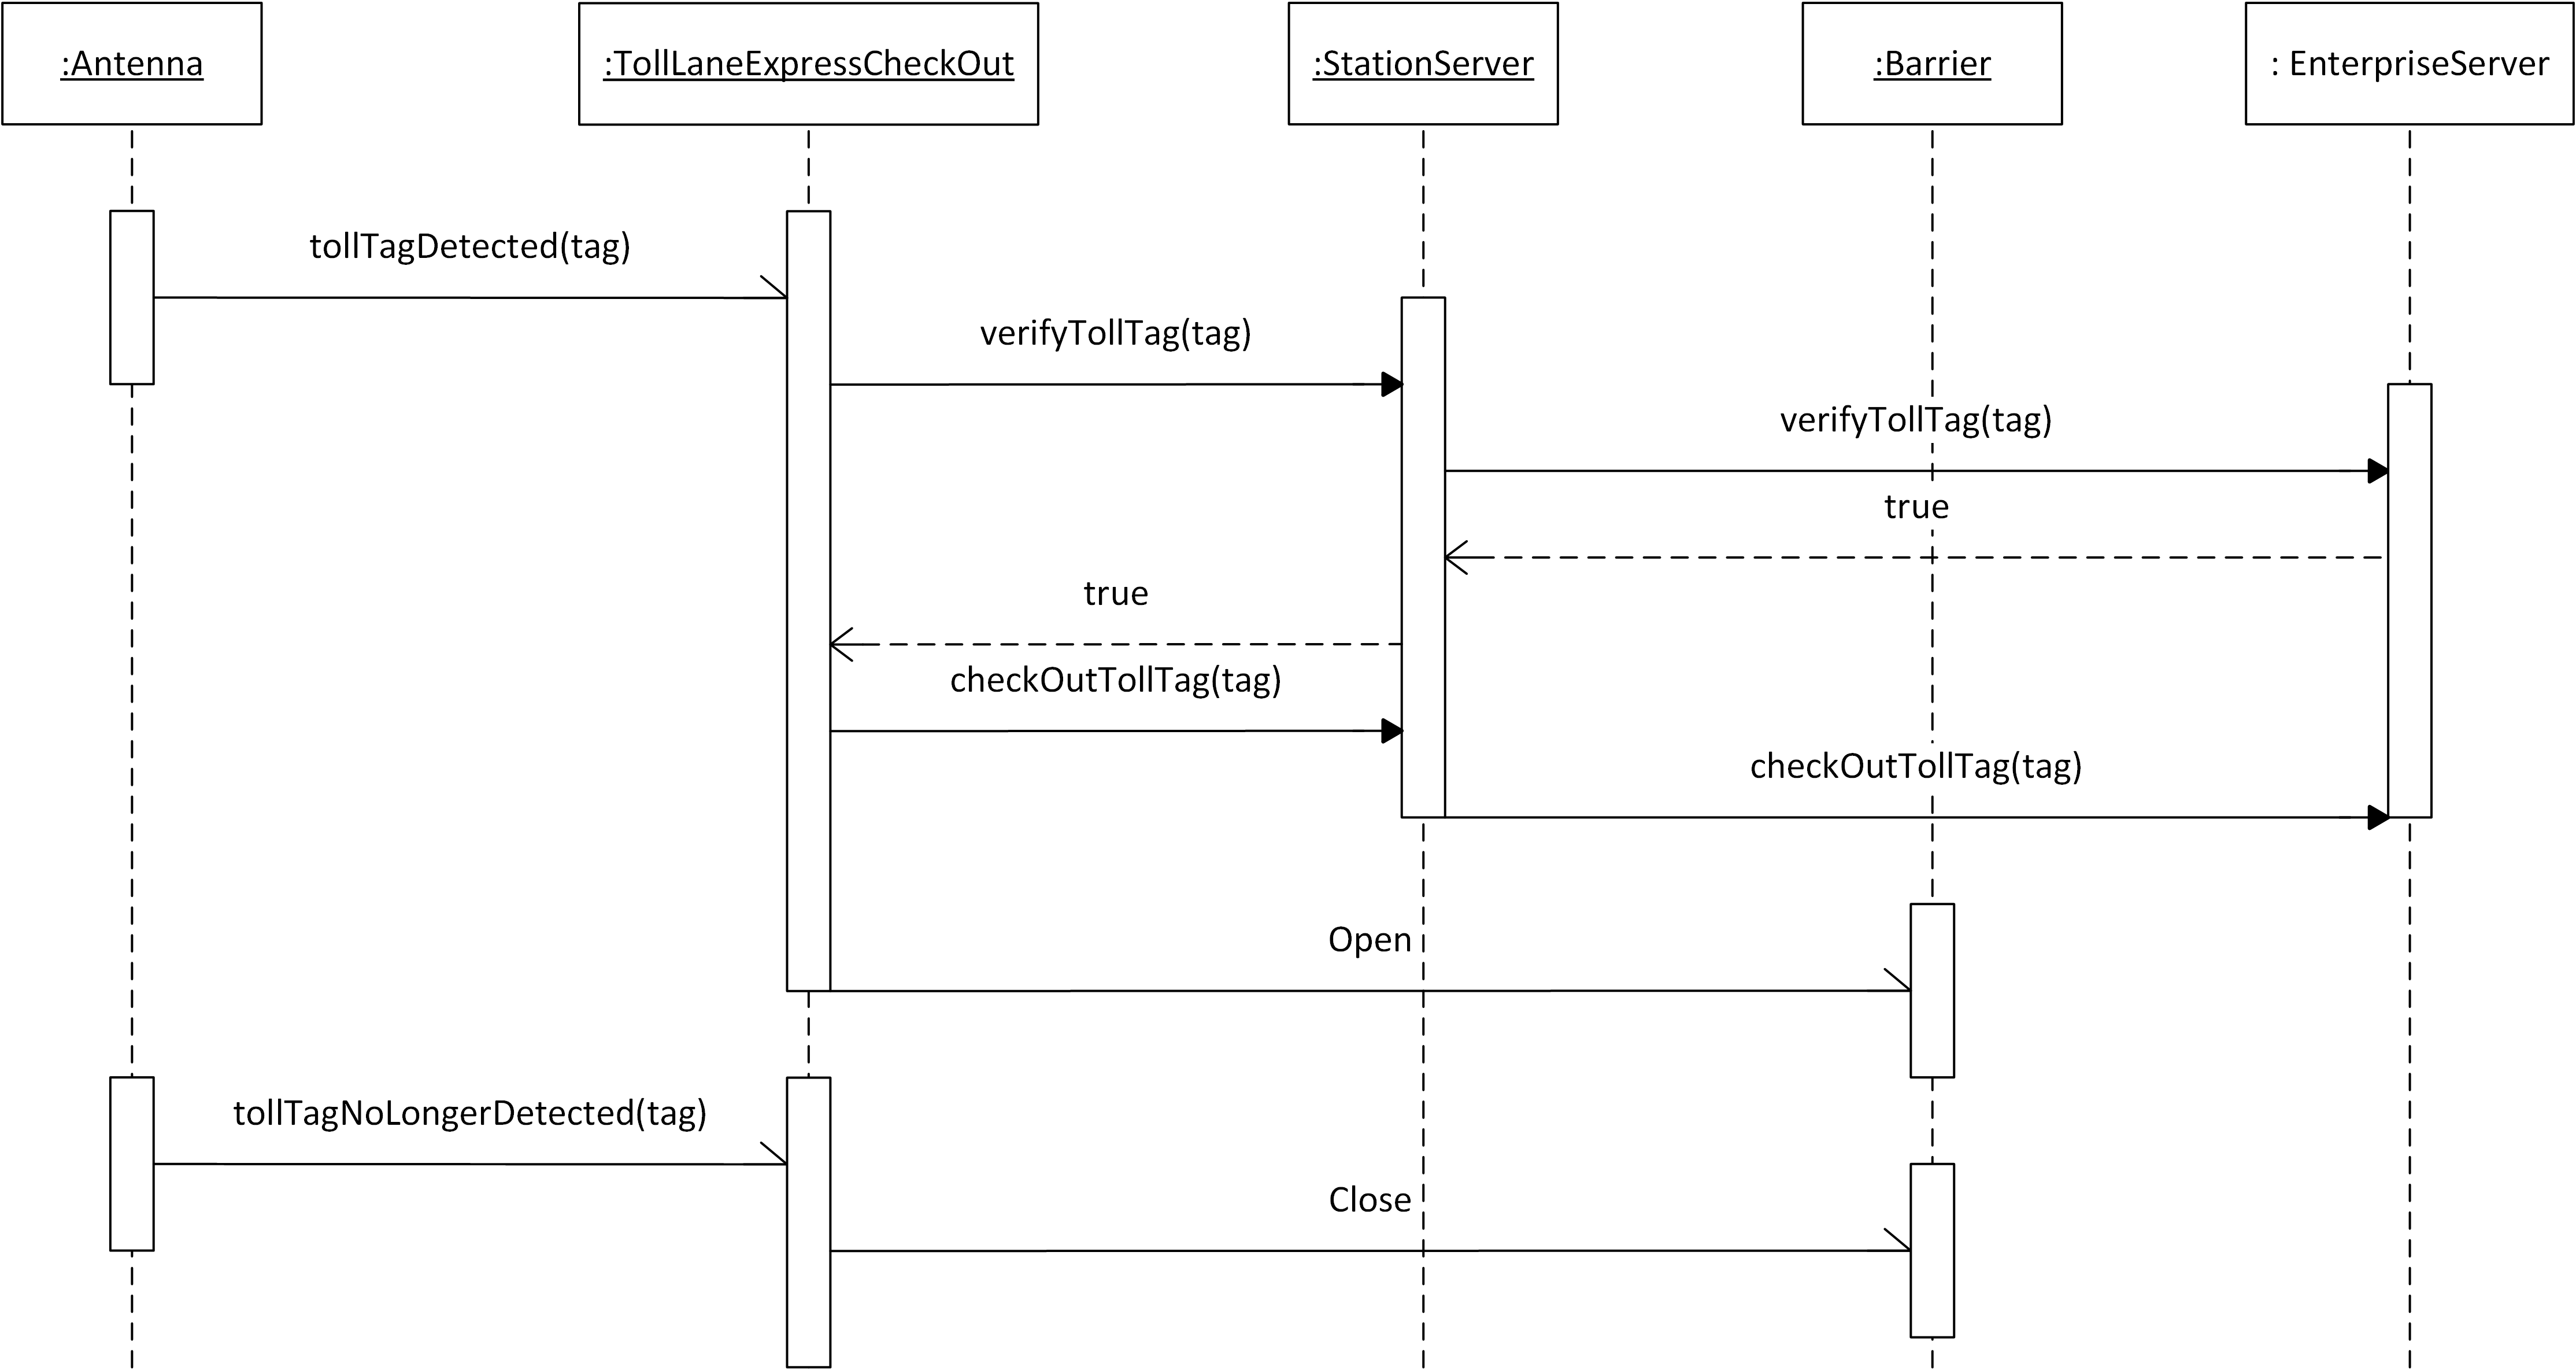 :Antenna
:TollLaneExpressCheckOut
:StationServer
:Barrier
: EnterpriseServer
tollTagDetected(tag)
verifyTollTag(tag)
verifyTollTag(tag)
true
true
checkOutTollTag(tag)
checkOutTollTag(tag)
Open
tollTagNoLongerDetected(tag)
Close